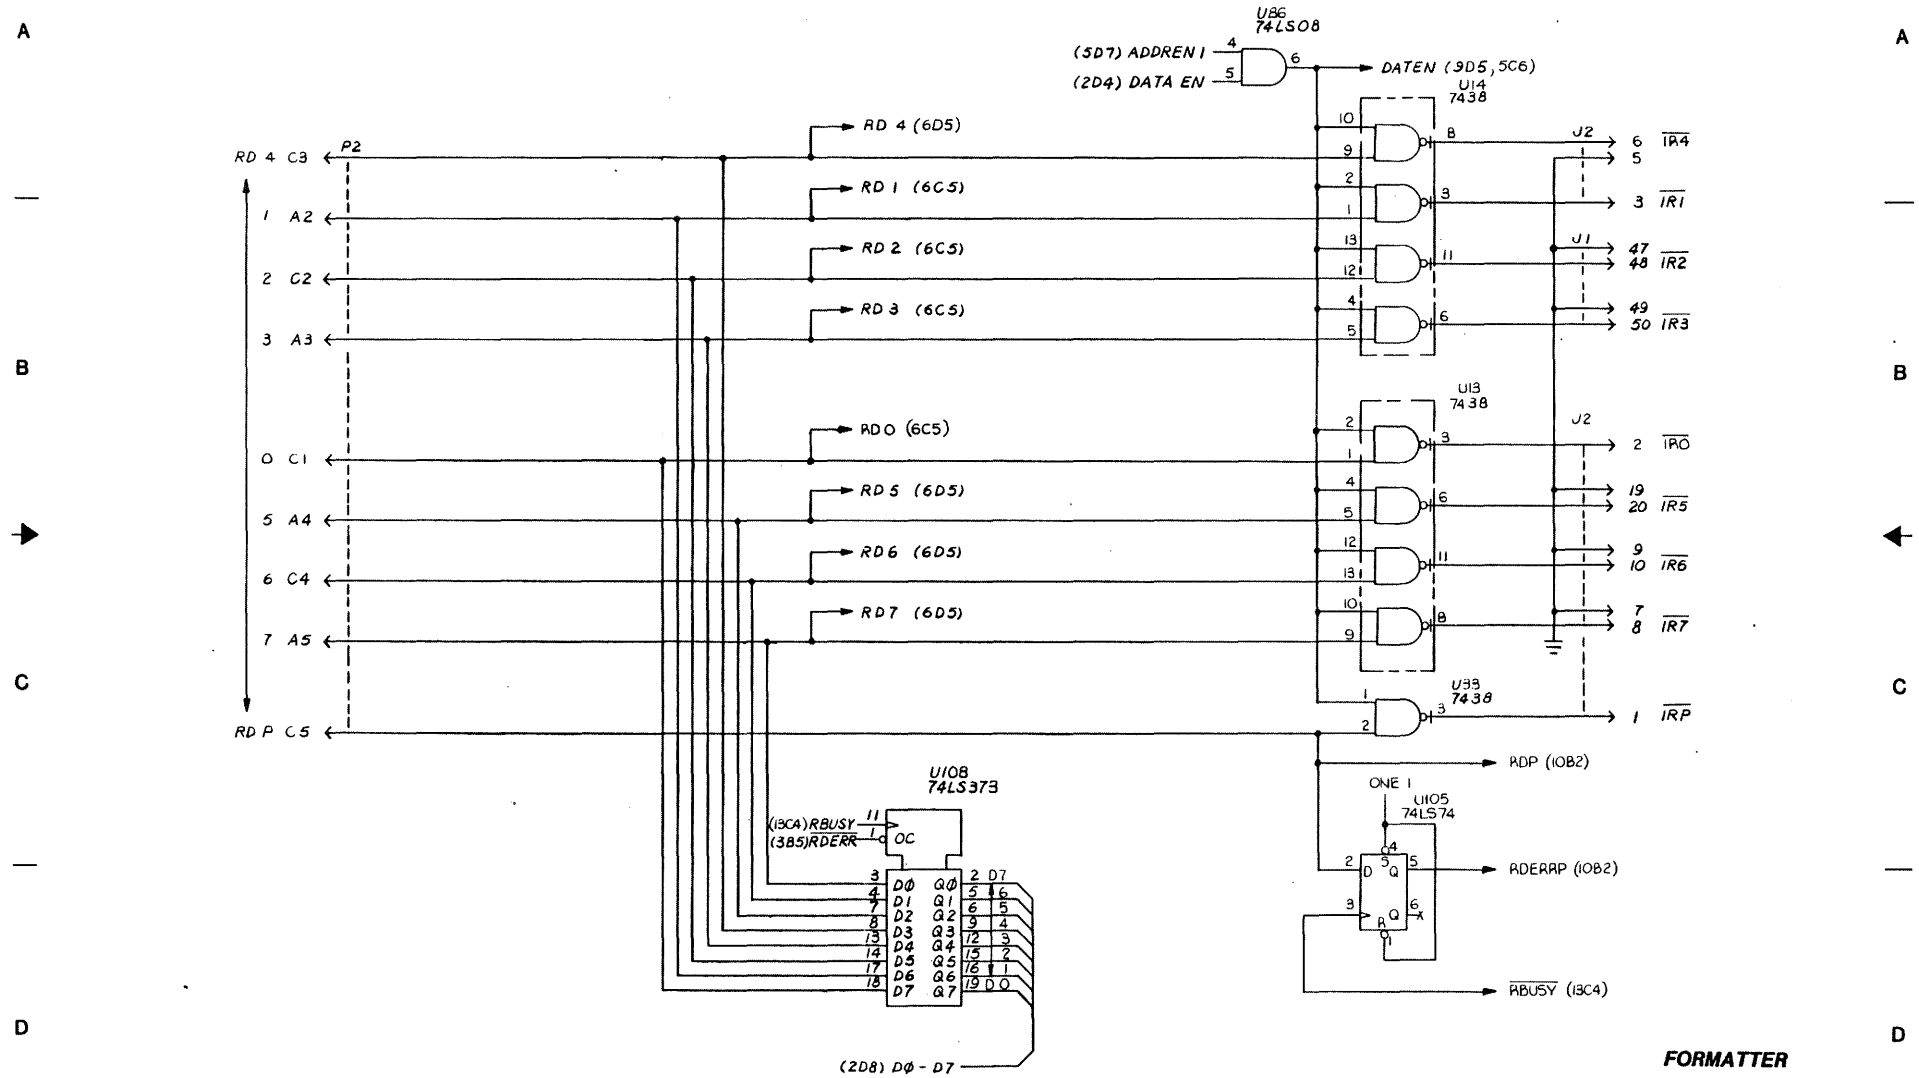 A
A
U86
74LS08
(5D7) ADDREN 1 4
6
(2D4) DATA EN 5
DATEN (9D5, 5C6)
U14
7438
RD 4 (6D5)
10
8
J2
6 IR4
RD 4 C3
P2
9
5
RD 1 (6C5)
2
3
3 IR1
1 A2
1
RD 2 (6C5)
13
11
J1
47
48 IR2
2 C2
12
RD 3 (6C5)
4
6
49
50 IR3
3 A3
5
B
B
U13
7438
RD0 (6C5)
2
3
J2
2 IR0
0 C1
1
RD 5 (6D5)
4
6
19
20 IR5
5 A4
5
RD6 (6D5)
12
11
9
10 IR6
6 C4
13
RD7 (6D5)
10
8
7
8 IR7
7 A5
9
C
C
U33
7438
1
3
1 IRP
RD P C5
2
RDP (10B2)
U108
74LS373
ONE 1
U105
74LS74
(13C4) RBUSY 11
(3B5) RDERR 1 OC
4
S
2 D Q 5
RDERRP (10B2)
3 Q 6
R
1
3 D0 Q0 2 D7
4 D1 Q1 5 6
7 D2 Q2 6 5
8 D3 Q3 9 4
13 D4 Q4 12 3
14 D5 Q5 15 2
17 D6 Q6 16 1
18 D7 Q7 19 D0
RBUSY (13C4)
D
D
(2D8) DØ - D7
FORMATTER